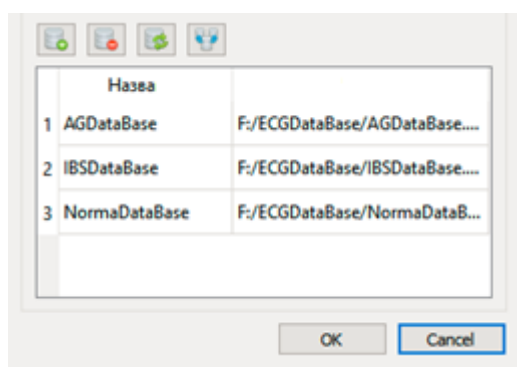 Назва
1 AGDataBase F:/ECGDataBase/AGDataBase....
2 IBSDataBase F:/ECGDataBase/IBSDataBase....
3 NormaDataBase F:/ECGDataBase/NormaDataB...
OK Cancel